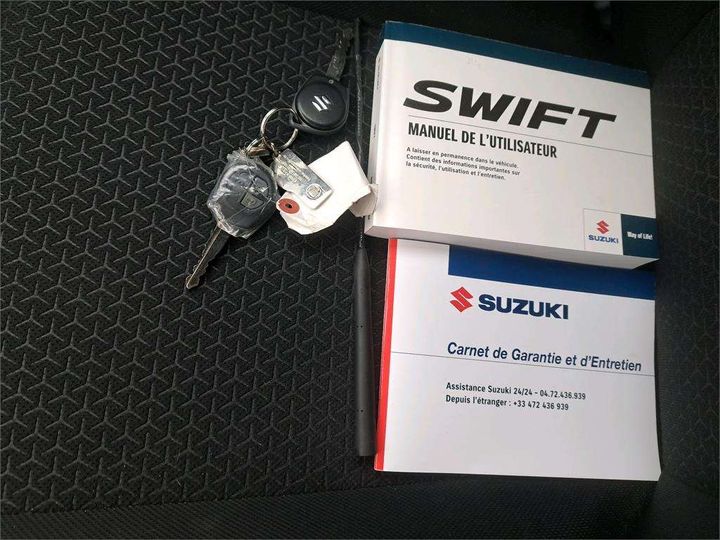 SWIFT
MANUEL DE L'UTILISATEUR
A laisser en permanence dans le véhicule.
Contient des informations importantes sur
la sécurité, l'utilisation et l'entretien.
SUZUKI
Way of Life!
SUZUKI
Carnet de Garantie et d'Entretien
Assistance Suzuki 24/24 - 04.72.436.939
Depuis l'étranger : +33 472 436 939